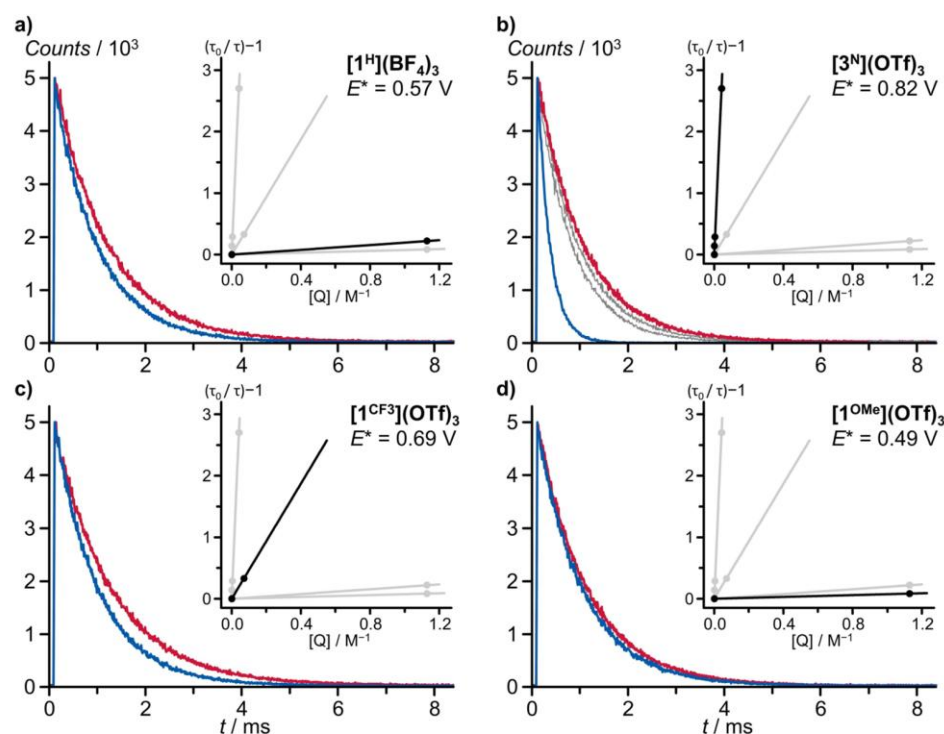 a)
Counts / 10³
5
4
3
2
1
0
0 2 4 6 8
(τ₀ / τ)−1
3
2
1
0
0.0 0.4 0.8 1.2
[Q] / M⁻¹
[1ᴴ](BF₄)₃
E* = 0.57 V
b)
5
4
3
2
1
0
0 2 4 6 8
(τ₀ / τ)−1
3
2
1
0
0.0 0.4 0.8 1.2
[Q] / M⁻¹
[3ᴺ](OTf)₃
E* = 0.82 V
c)
5
4
3
2
1
0
0 2 4 6 8
t / ms
(τ₀ / τ)−1
3
2
1
0
0.0 0.4 0.8 1.2
[Q] / M⁻¹
[1ᶜᶠ³](OTf)₃
E* = 0.69 V
d)
5
4
3
2
1
0
0 2 4 6 8
t / ms
(τ₀ / τ)−1
3
2
1
0
0.0 0.4 0.8 1.2
[Q] / M⁻¹
[1ᴼᴹᵉ](OTf)₃
E* = 0.49 V